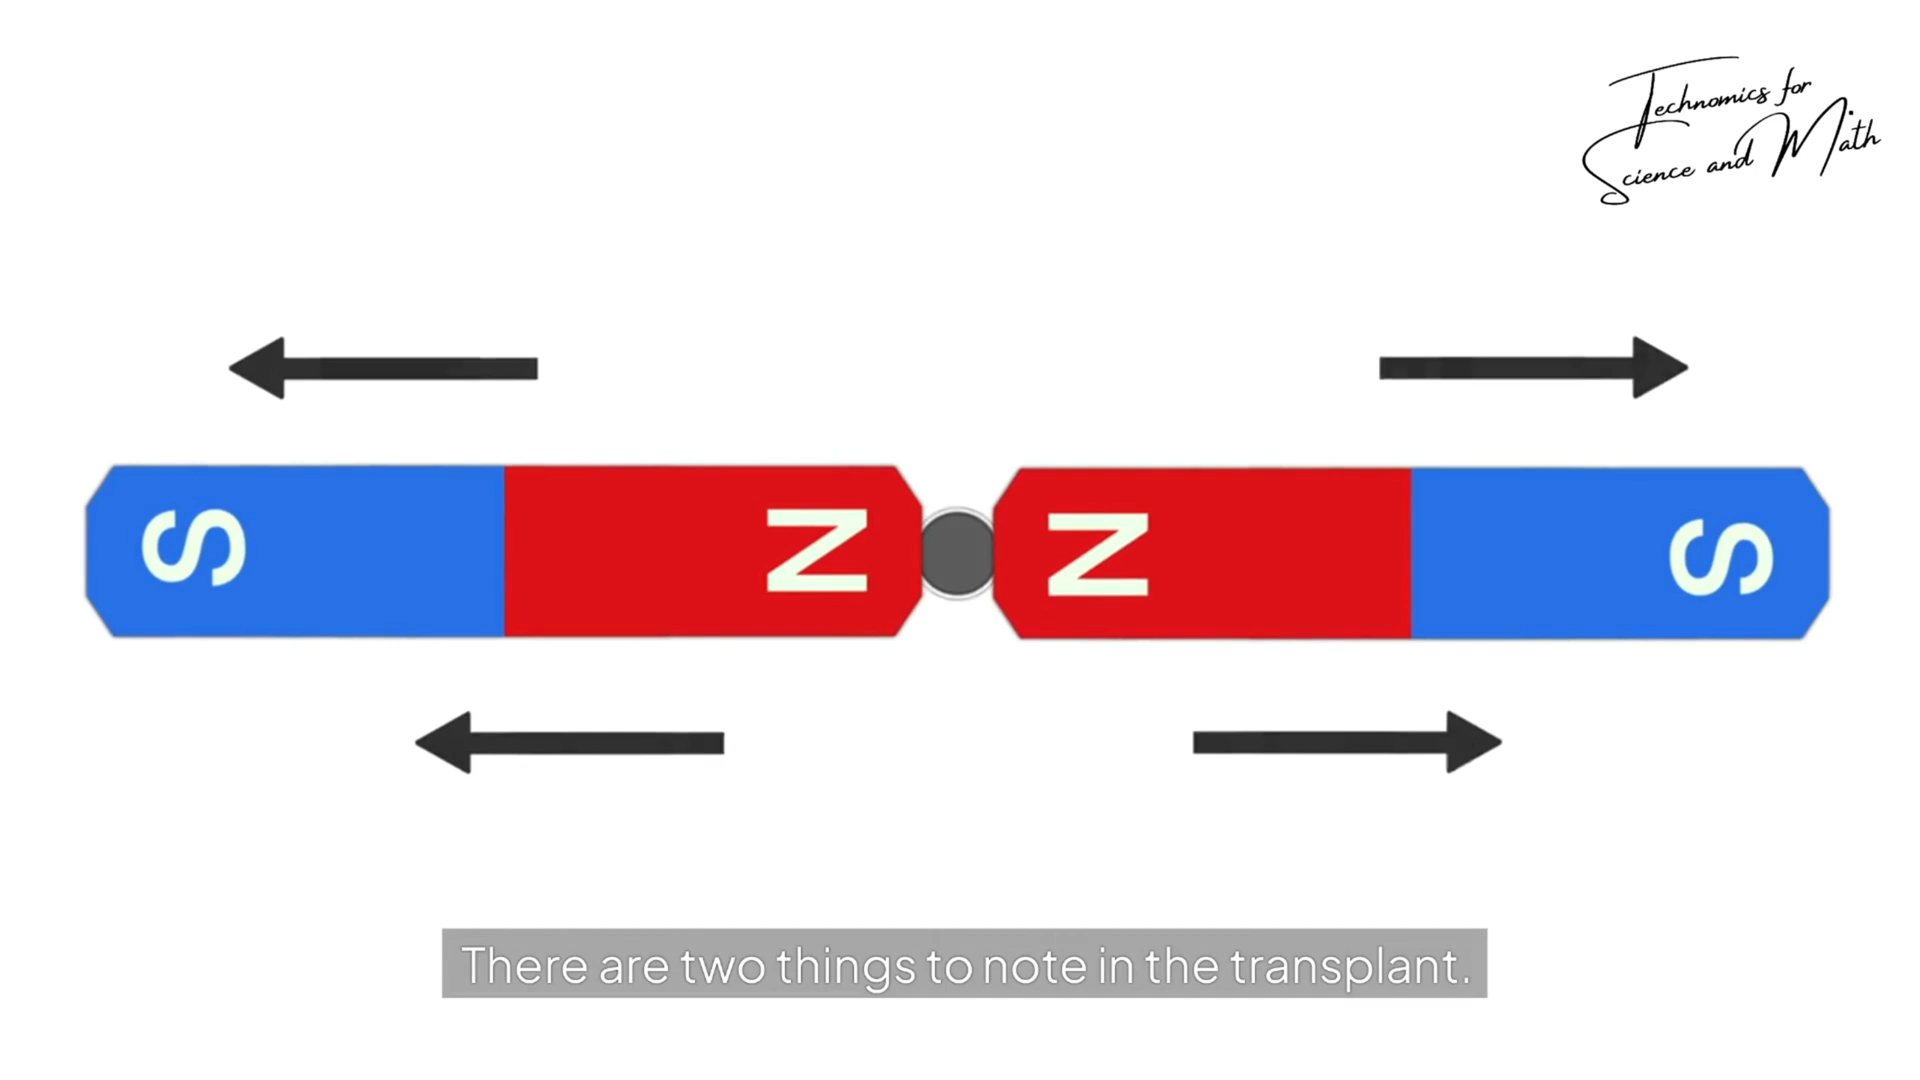 Technomics for
Science and Math
S
N
N
S
There are two things to note in the transplant.